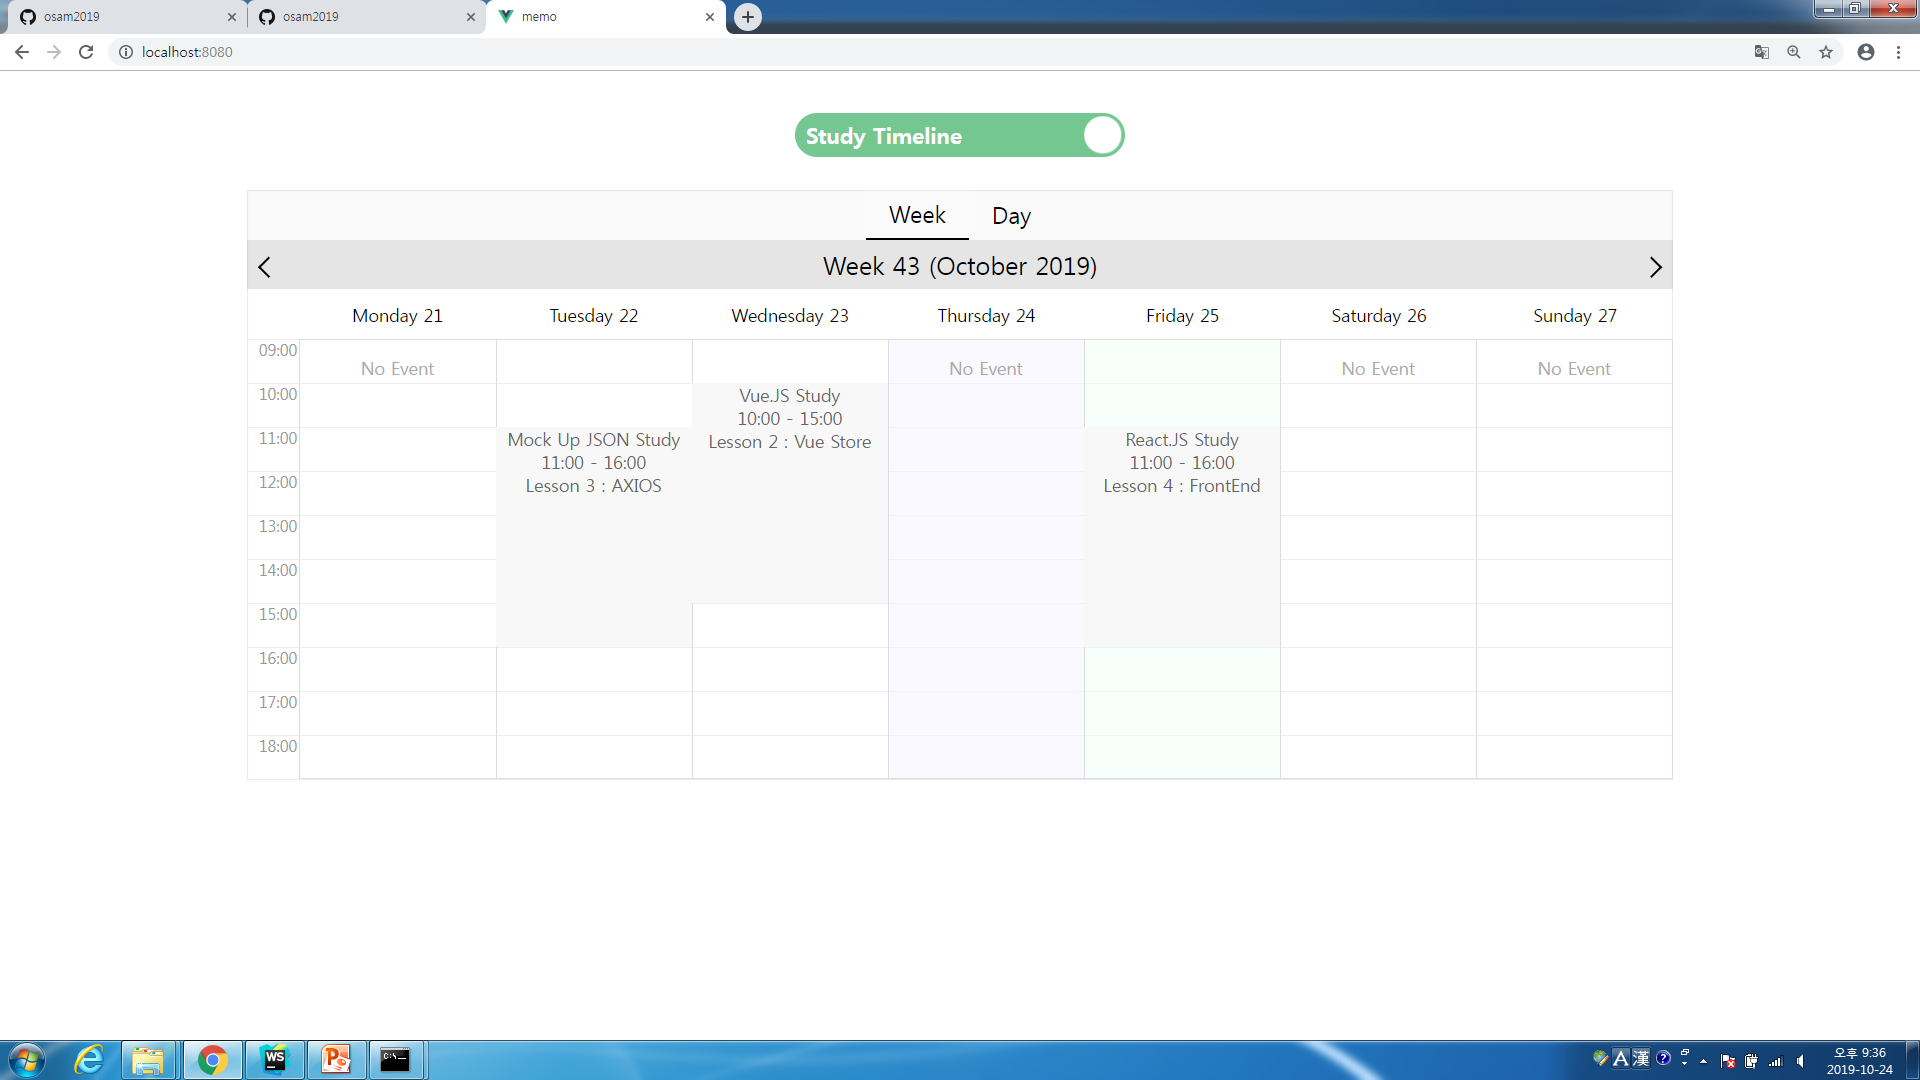 osam2019
osam2019
memo
localhost:8080
Study Timeline
Week Day
Week 43 (October 2019)
Monday 21 Tuesday 22 Wednesday 23 Thursday 24 Friday 25 Saturday 26 Sunday 27
09:00
No Event No Event No Event No Event
10:00
Vue.JS Study
10:00 - 15:00
Lesson 2 : Vue Store
11:00
Mock Up JSON Study
11:00 - 16:00
Lesson 3 : AXIOS
React.JS Study
11:00 - 16:00
Lesson 4 : FrontEnd
12:00
13:00
14:00
15:00
16:00
17:00
18:00
WS
A 漢
오후 9:36
2019-10-24